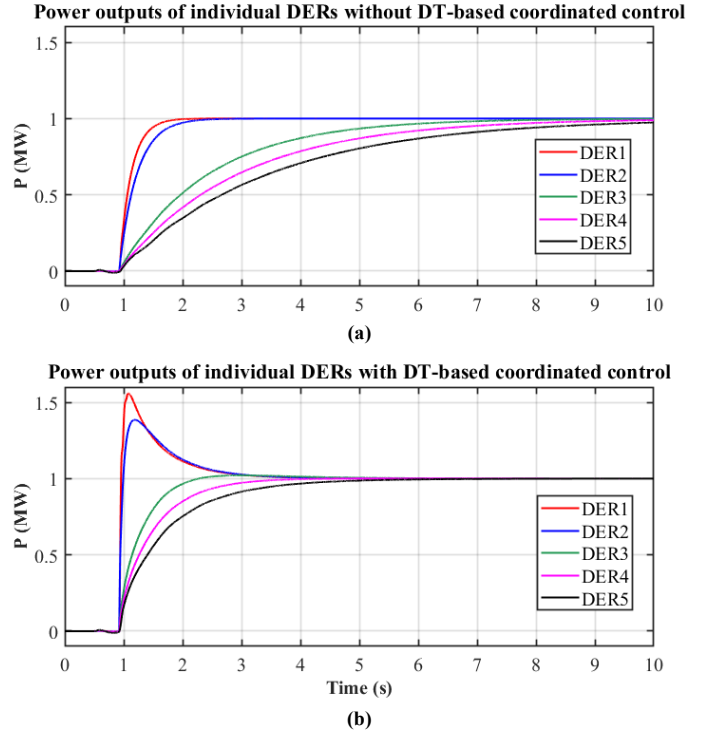 Power outputs of individual DERs without DT-based coordinated control
1.5
1
0.5
0
P (MW)
DER1
DER2
DER3
DER4
DER5
0 1 2 3 4 5 6 7 8 9 10
(a)
Power outputs of individual DERs with DT-based coordinated control
1.5
1
0.5
0
P (MW)
DER1
DER2
DER3
DER4
DER5
0 1 2 3 4 5 6 7 8 9 10
Time (s)
(b)